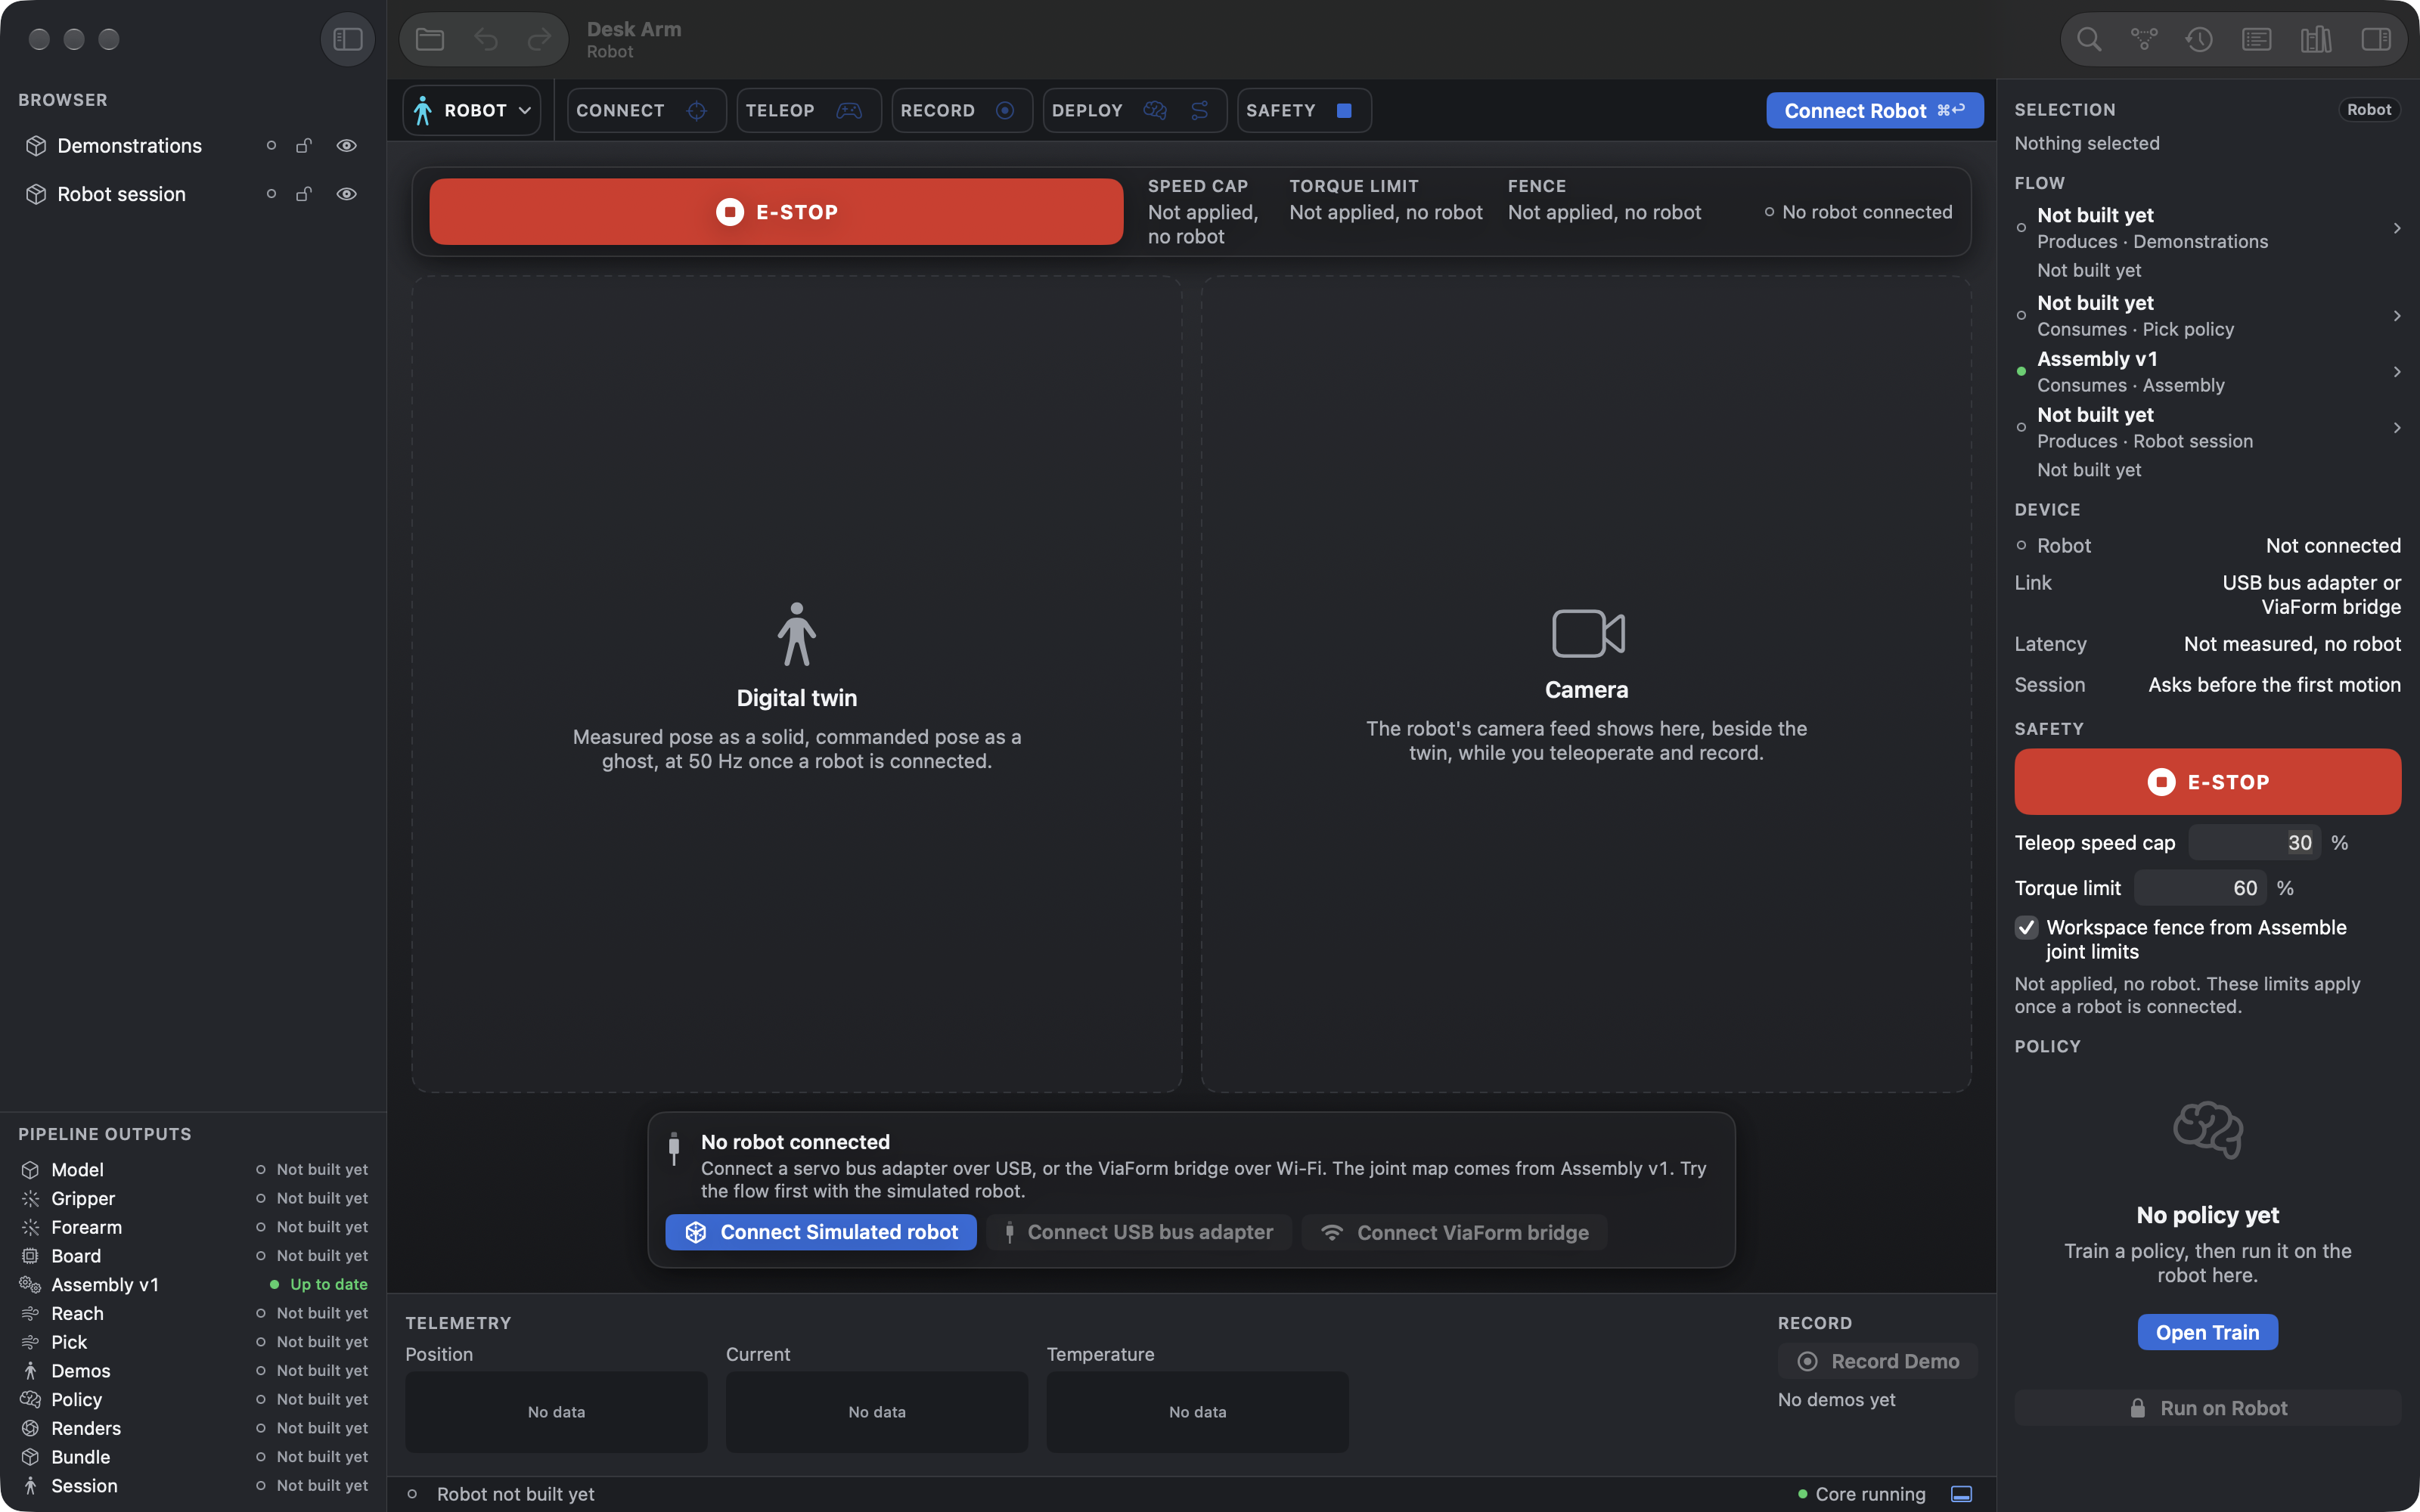 Desk Arm
Robot
BROWSER
Demonstrations
Robot session
ROBOT
CONNECT
TELEOP
RECORD
DEPLOY
SAFETY
Connect Robot ⌘↩
E-STOP
SPEED CAP
Not applied,
no robot
TORQUE LIMIT
Not applied, no robot
FENCE
Not applied, no robot
No robot connected
Digital twin
Measured pose as a solid, commanded pose as a
ghost, at 50 Hz once a robot is connected.
Camera
The robot's camera feed shows here, beside the
twin, while you teleoperate and record.
No robot connected
Connect a servo bus adapter over USB, or the ViaForm bridge over Wi-Fi. The joint map comes from Assembly v1. Try
the flow first with the simulated robot.
Connect Simulated robot
Connect USB bus adapter
Connect ViaForm bridge
PIPELINE OUTPUTS
Model Not built yet
Gripper Not built yet
Forearm Not built yet
Board Not built yet
Assembly v1 Up to date
Reach Not built yet
Pick Not built yet
Demos Not built yet
Policy Not built yet
Renders Not built yet
Bundle Not built yet
Session Not built yet
TELEMETRY
Position
No data
Current
No data
Temperature
No data
RECORD
Record Demo
No demos yet
Robot not built yet
Core running
SELECTION
Robot
Nothing selected
FLOW
Not built yet
Produces · Demonstrations
Not built yet
Not built yet
Consumes · Pick policy
Assembly v1
Consumes · Assembly
Not built yet
Produces · Robot session
Not built yet
DEVICE
Robot Not connected
Link USB bus adapter or
ViaForm bridge
Latency Not measured, no robot
Session Asks before the first motion
SAFETY
E-STOP
Teleop speed cap 30 %
Torque limit 60 %
Workspace fence from Assemble
joint limits
Not applied, no robot. These limits apply
once a robot is connected.
POLICY
No policy yet
Train a policy, then run it on the
robot here.
Open Train
Run on Robot